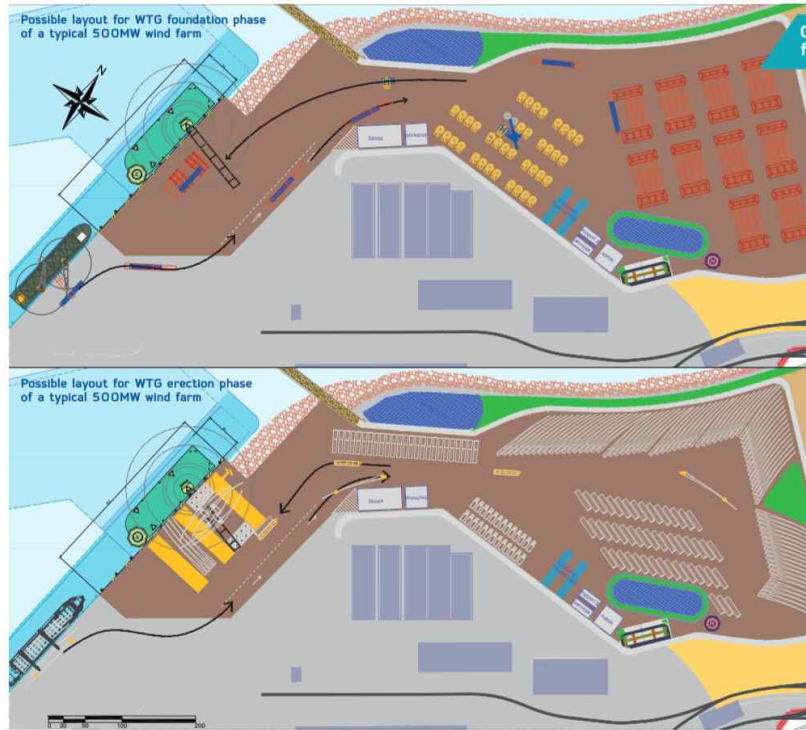 Possible layout for WTG foundation phase
of a typical 500MW wind farm
N
Possible layout for WTG erection phase
of a typical 500MW wind farm
0 20 50 100 200